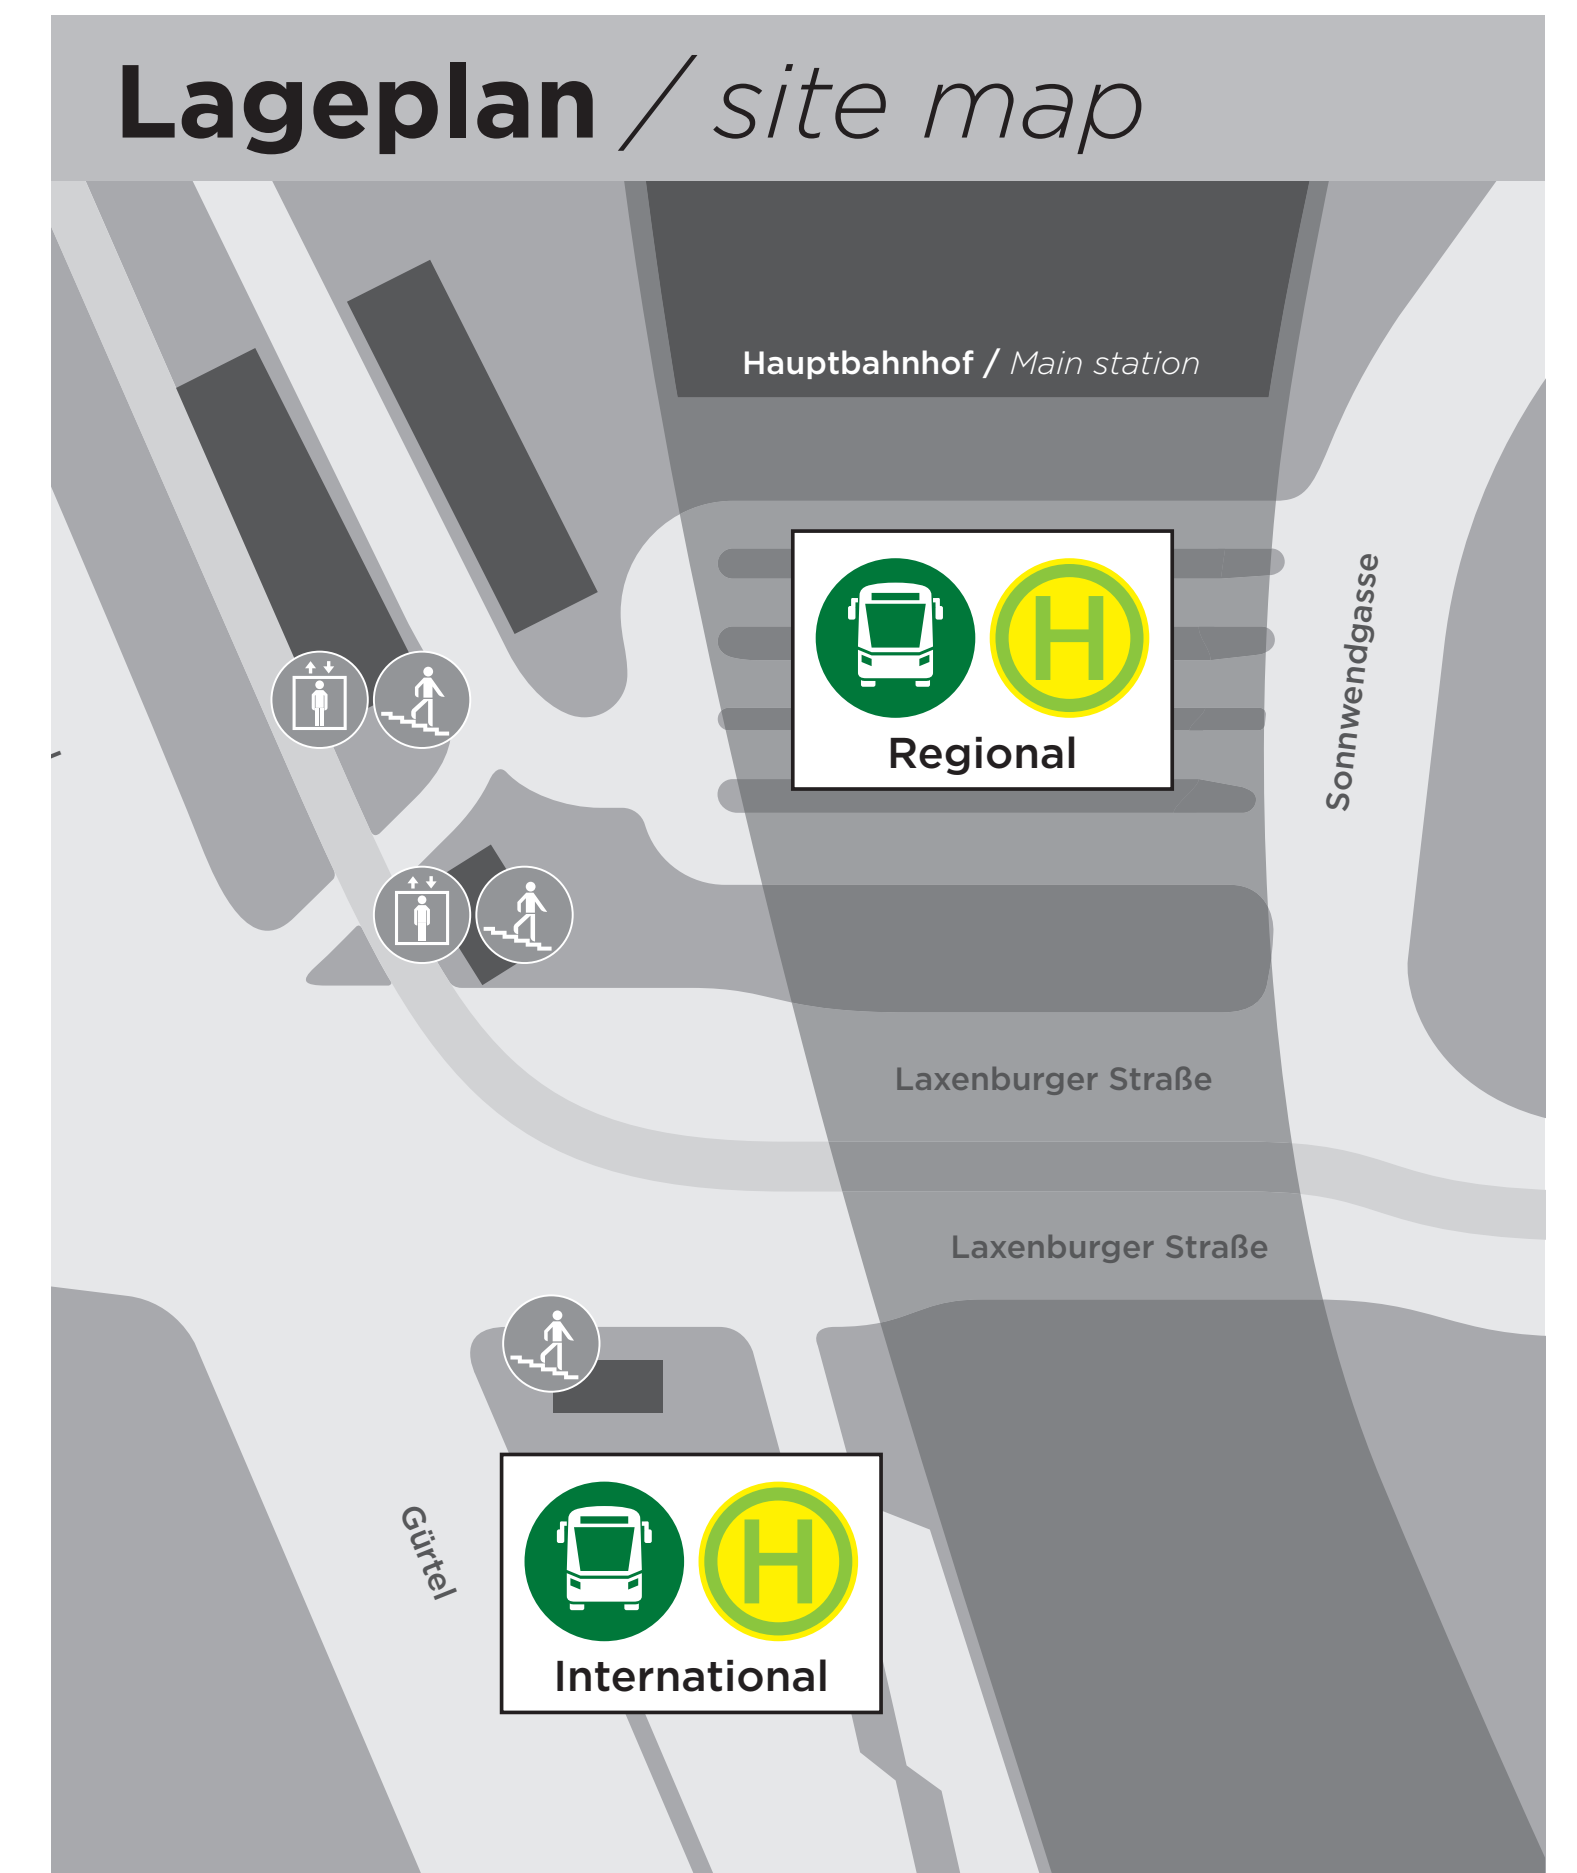 Lageplan / site map
Hauptbahnhof / Main station
H
Regional
Sonnwendgasse
Laxenburger Straße
Laxenburger Straße
Gürtel
H
International